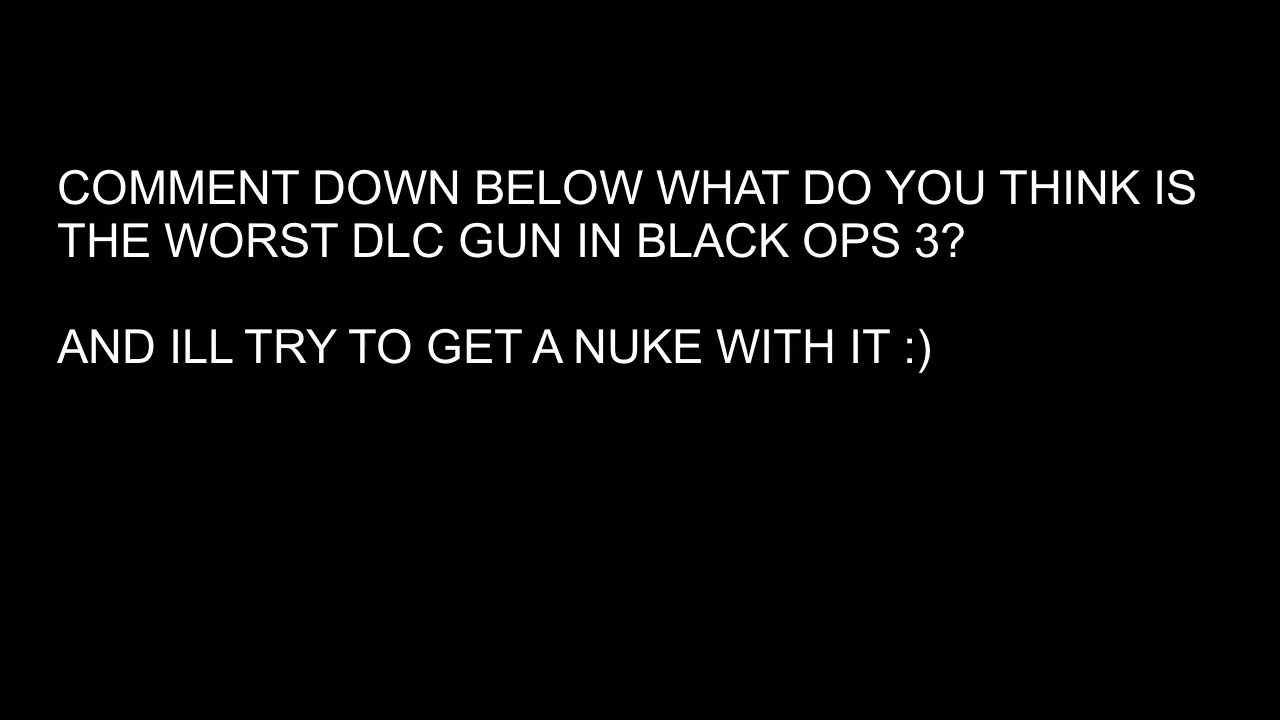 COMMENT DOWN BELOW WHAT DO YOU THINK IS
THE WORST DLC GUN IN BLACK OPS 3?
AND ILL TRY TO GET A NUKE WITH IT :)